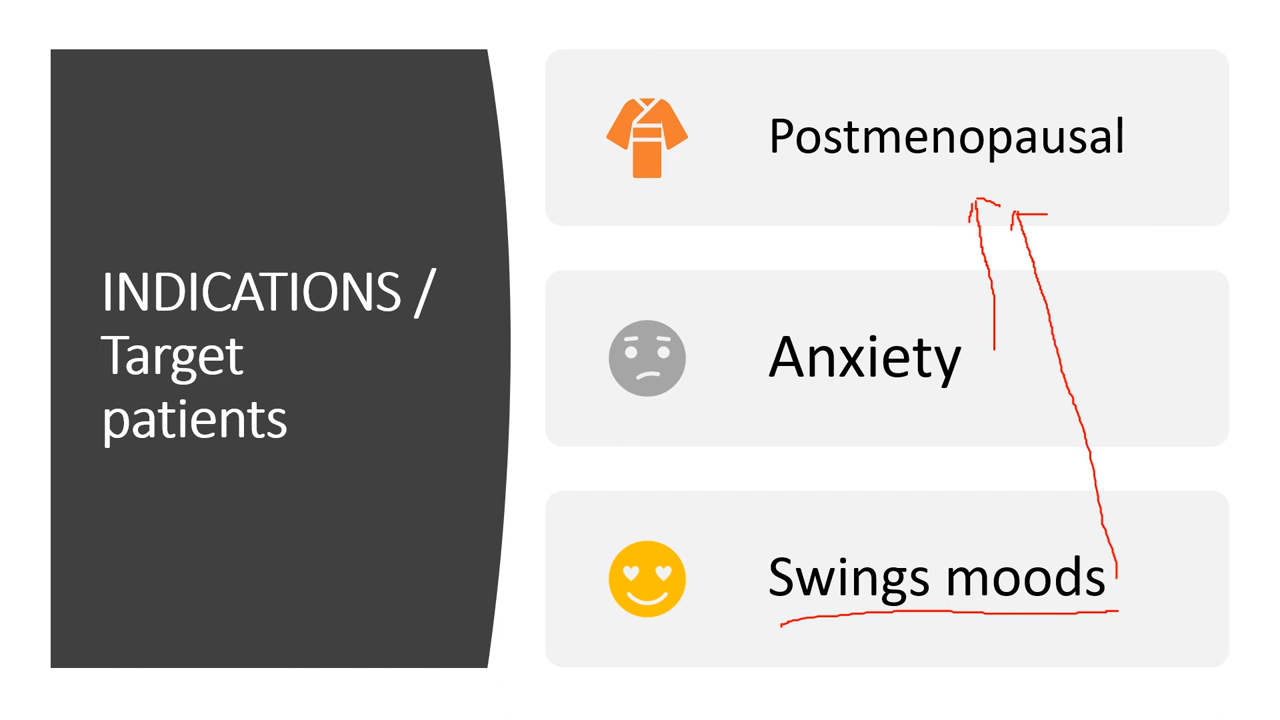 INDICATIONS /
Target
patients
Postmenopausal
Anxiety
Swings moods